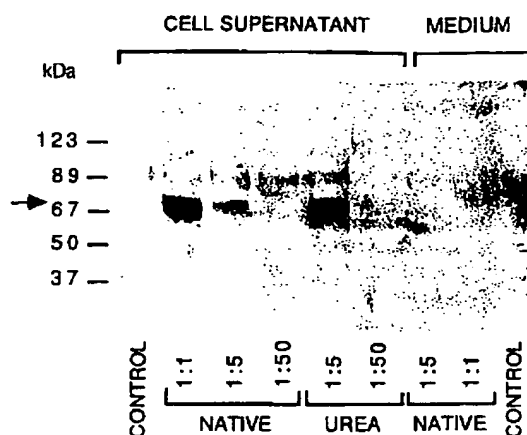 CELL SUPERNATANT MEDIUM
kDa
123
89
67
50
37
CONTROL 1:1 1:5 1:50 1:5 1:50 1:5 1:1 CONTROL
NATIVE UREA NATIVE